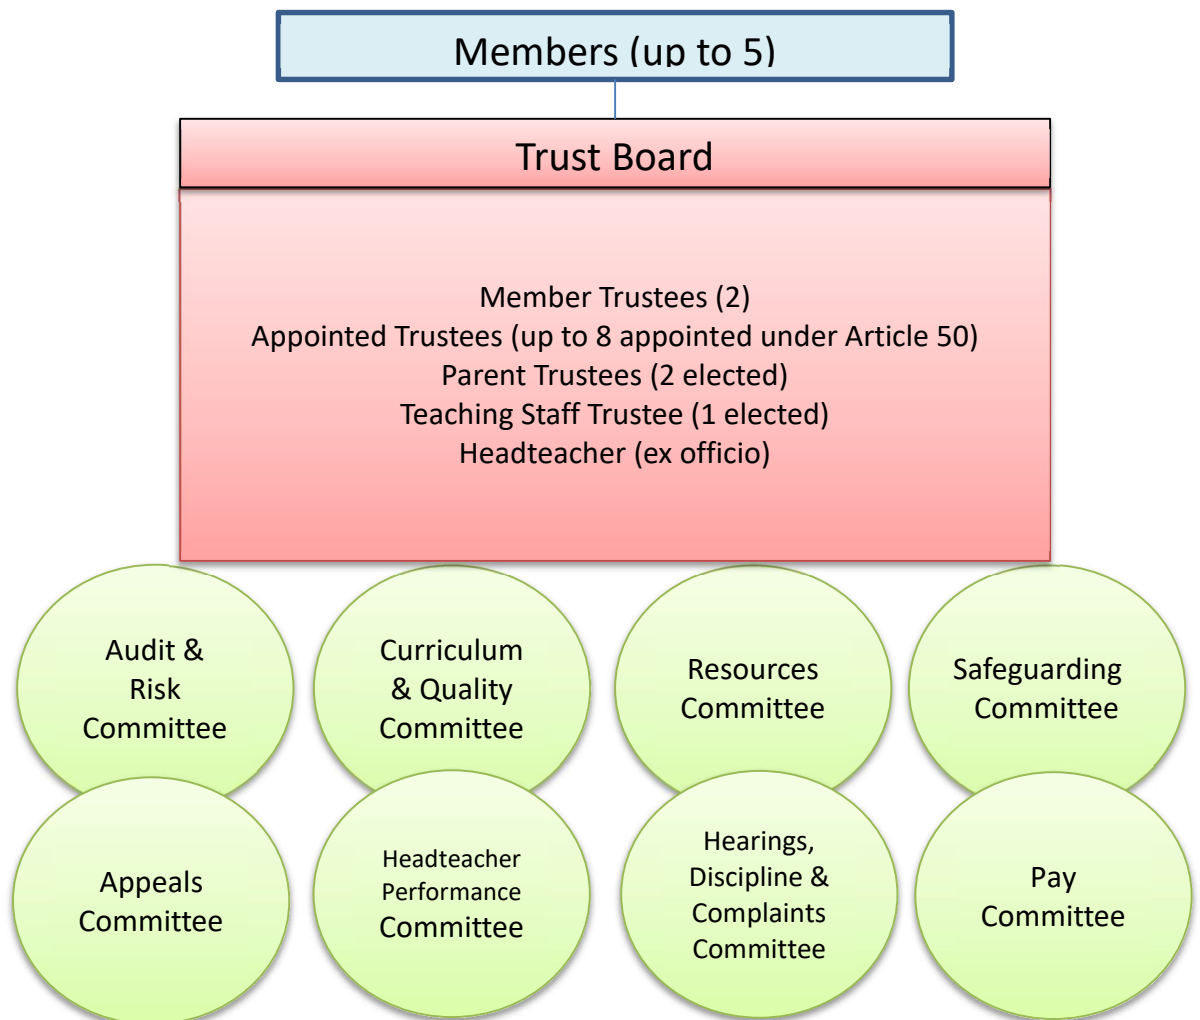 Members (up to 5)
Trust Board
Member Trustees (2)
Appointed Trustees (up to 8 appointed under Article 50)
Parent Trustees (2 elected)
Teaching Staff Trustee (1 elected)
Headteacher (ex officio)
Audit &
Risk
Committee
Curriculum
& Quality
Committee
Resources
Committee
Safeguarding
Committee
Appeals
Committee
Headteacher
Performance
Committee
Hearings,
Discipline &
Complaints
Committee
Pay
Committee